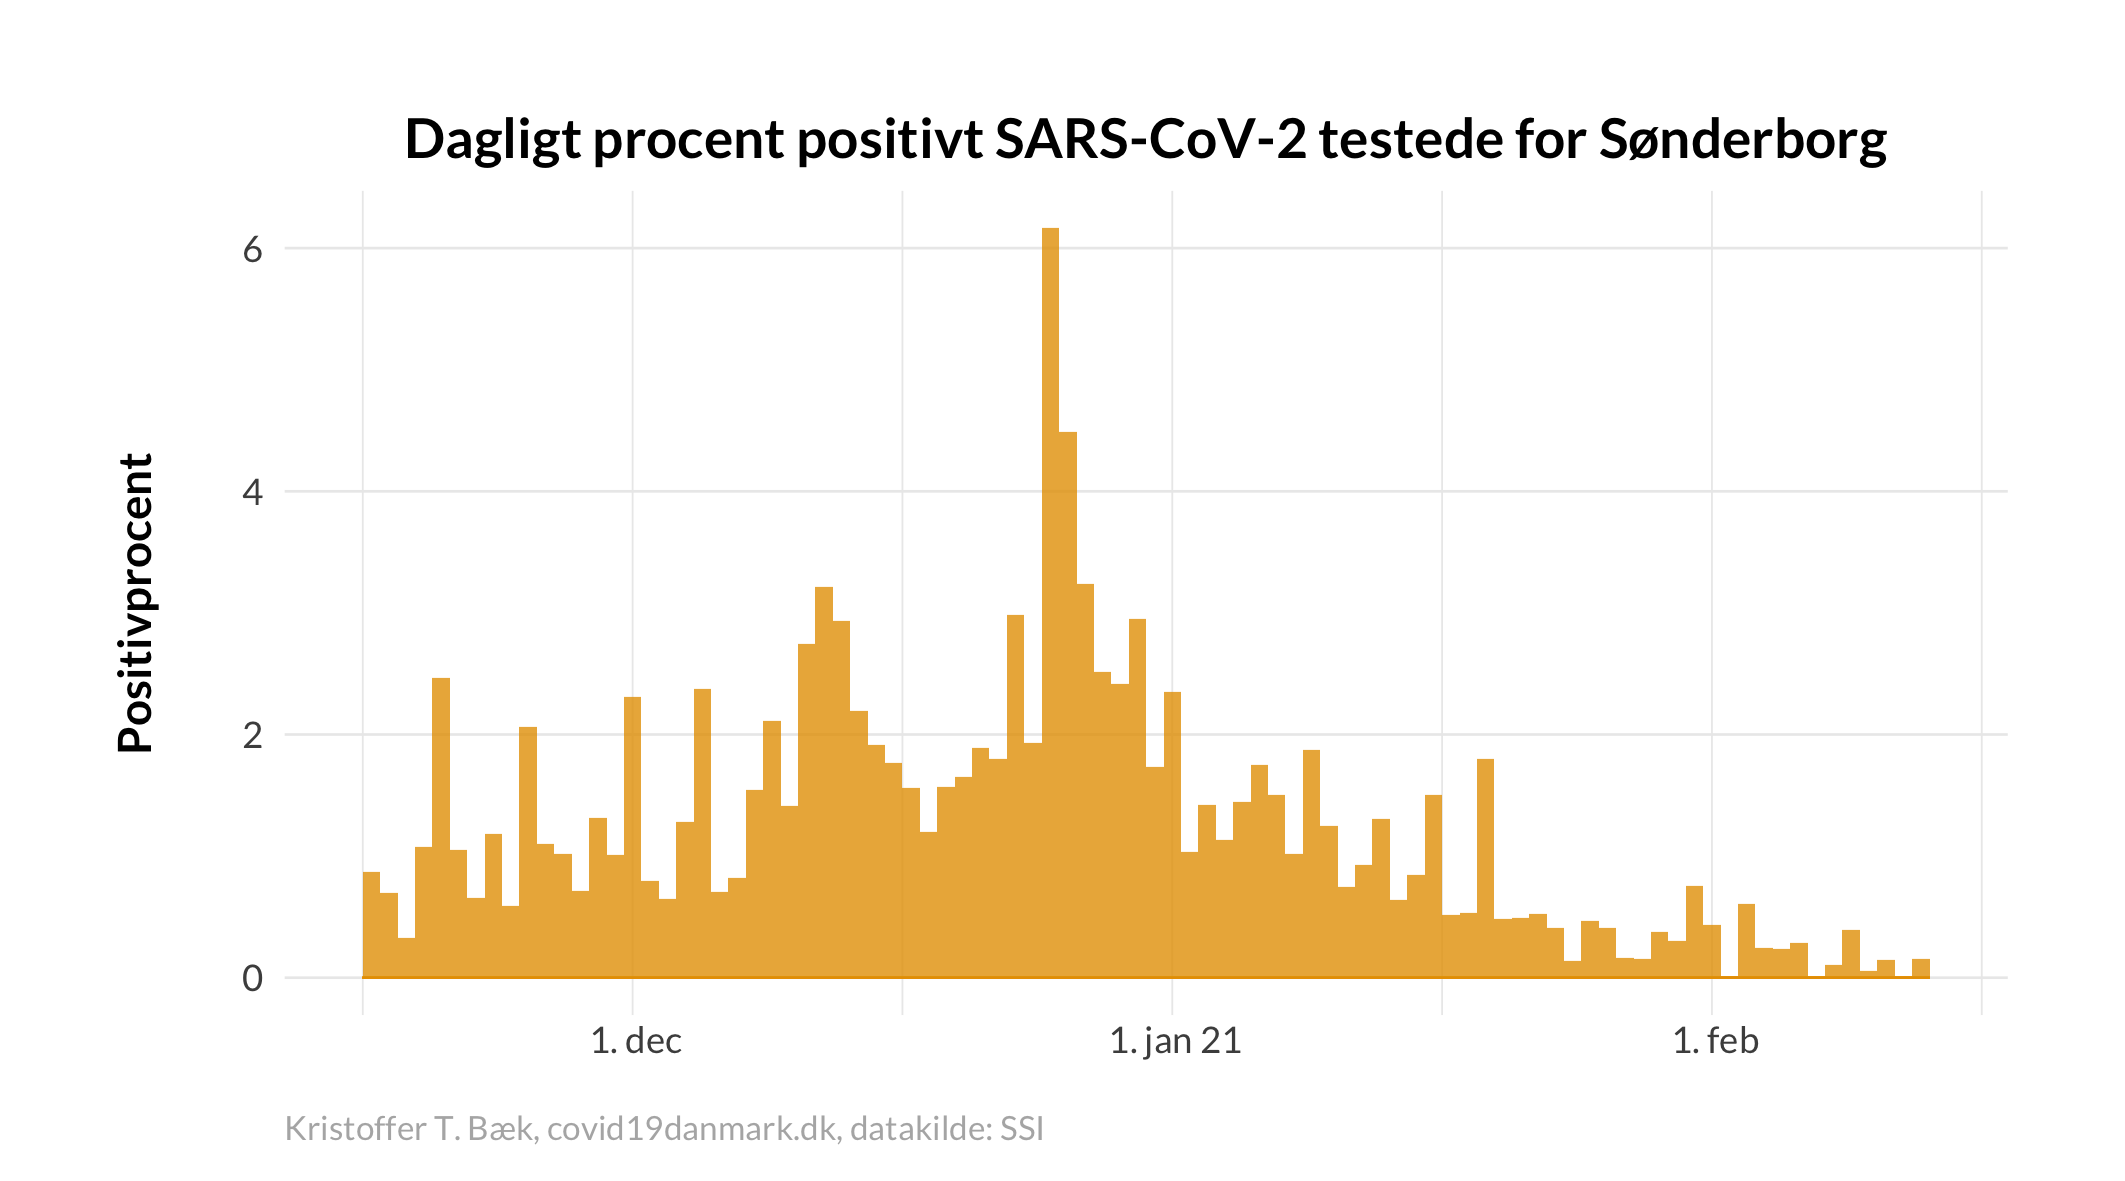 Dagligt procent positivt SARS-CoV-2 testede for Sønderborg
Positivprocent
6
4
2
0
1. dec
1. jan 21
1. feb
Kristoffer T. Bæk, covid19danmark.dk, datakilde: SSI